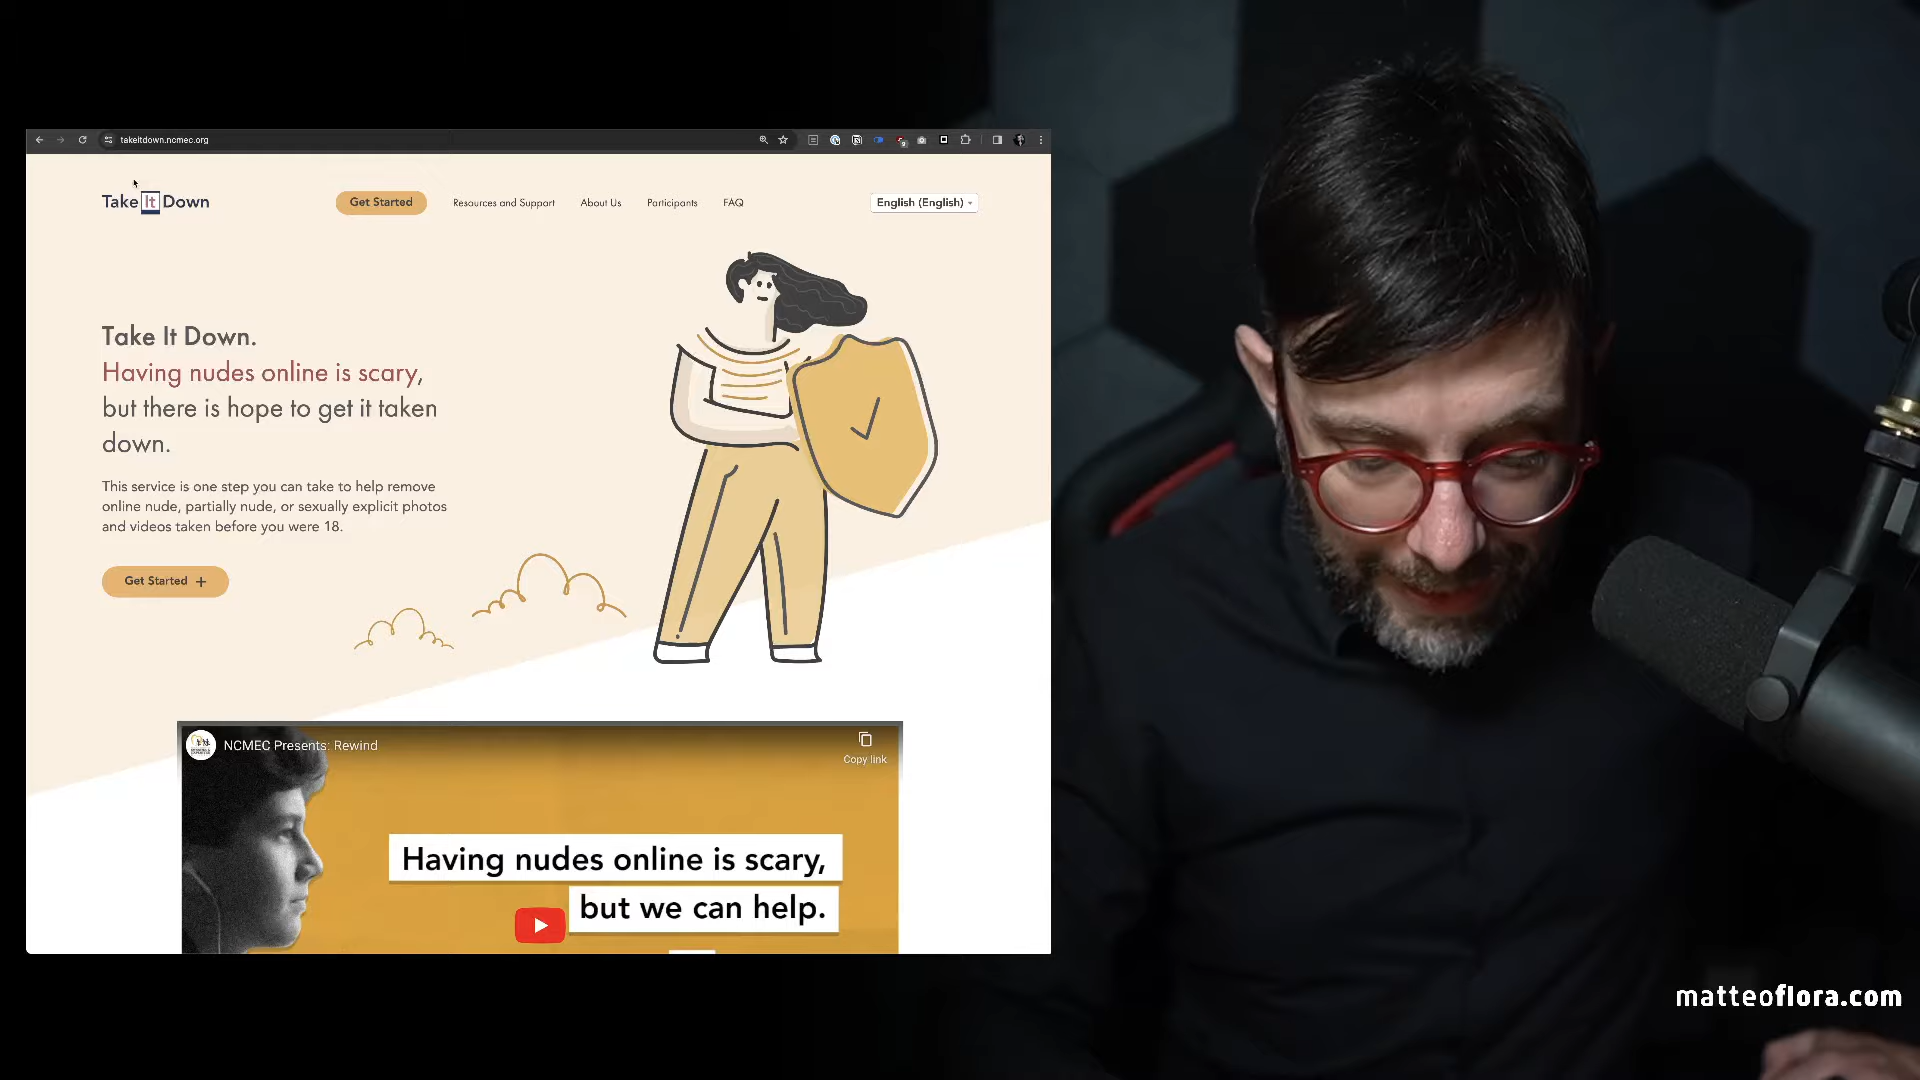 takeitdown.ncmec.org
Take It Down
Get Started
Resources and Support
About Us
Participants
FAQ
English (English)
Take It Down.
Having nudes online is scary,
but there is hope to get it taken
down.
This service is one step you can take to help remove
online nude, partially nude, or sexually explicit photos
and videos taken before you were 18.
Get Started +
NCMEC Presents: Rewind
Copy link
Having nudes online is scary,
but we can help.
matteoflora.com